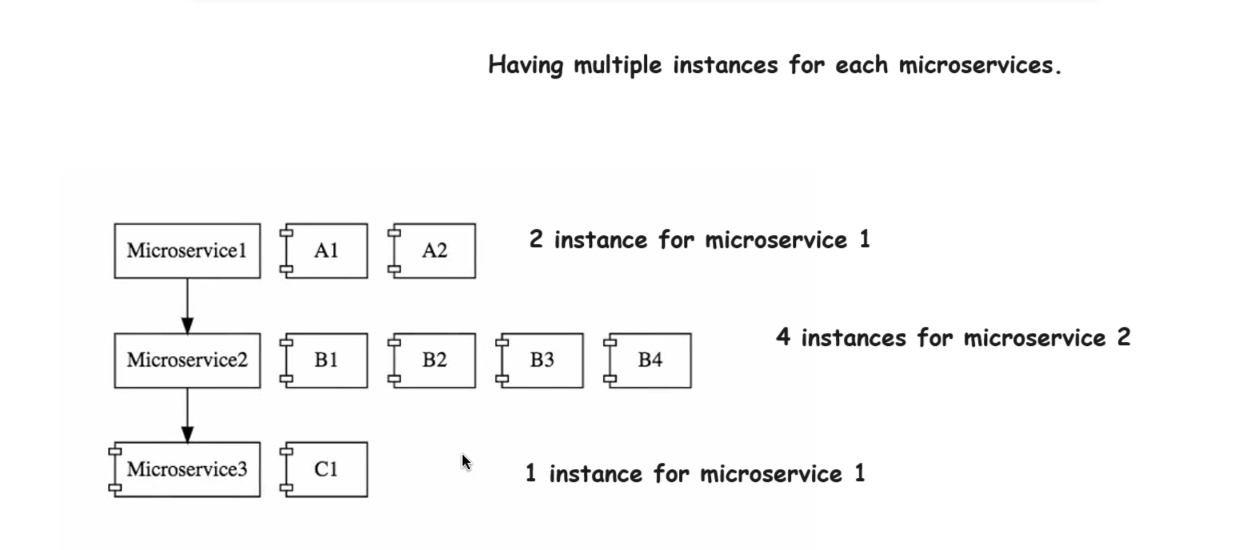 Having multiple instances for each microservices.
Microservice1 A1 A2 2 instance for microservice 1
Microservice2 B1 B2 B3 B4 4 instances for microservice 2
Microservice3 C1 1 instance for microservice 1